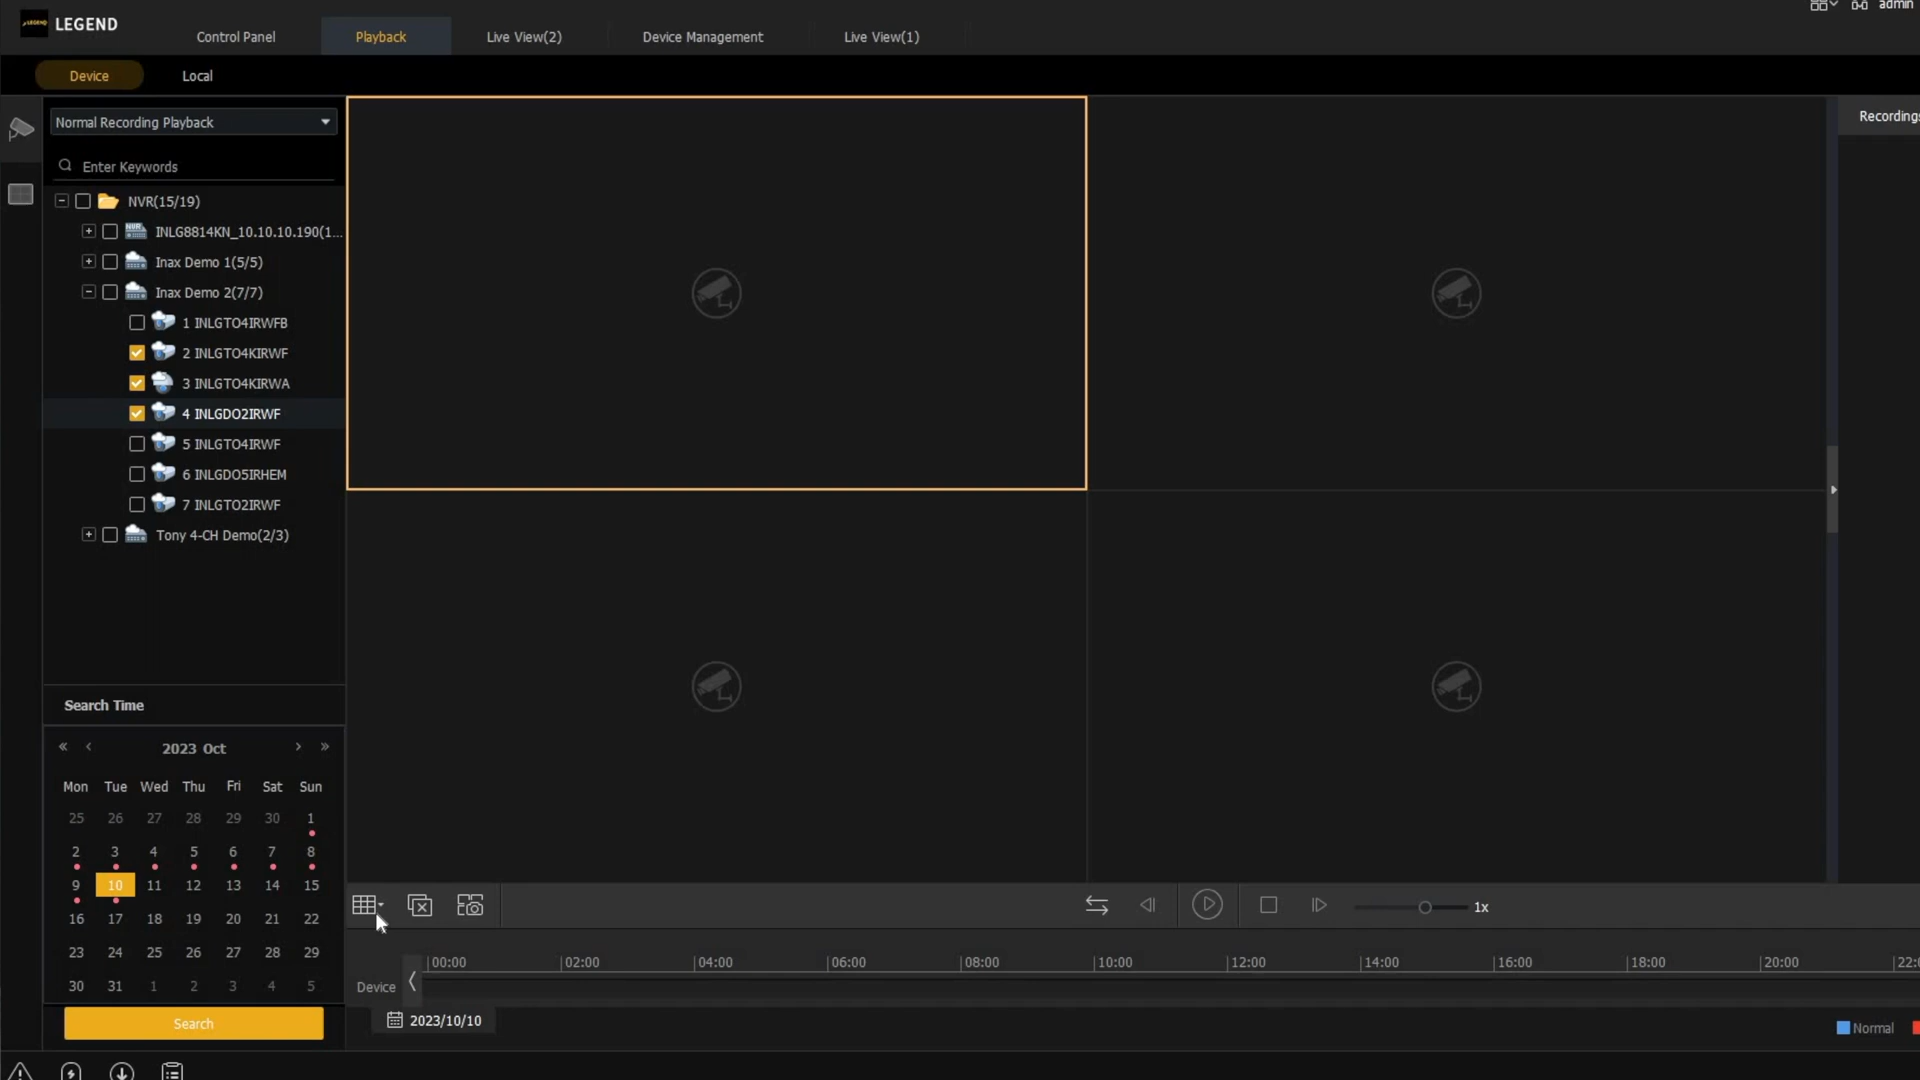 LEGEND
Control Panel
Playback
Live View(2)
Device Management
Live View(1)
admin
Device
Local
Normal Recording Playback
Enter Keywords
NVR(15/19)
INLG8814KN_10.10.10.190(1...
Inax Demo 1(5/5)
Inax Demo 2(7/7)
1 INLGTO4IRWFB
2 INLGTO4KIRWF
3 INLGTO4KIRWA
4 INLGDO2IRWF
5 INLGTO4IRWF
6 INLGDO5IRHEM
7 INLGTO2IRWF
Tony 4-CH Demo(2/3)
Recordings
Search Time
2023 Oct
Mon Tue Wed Thu Fri Sat Sun
25 26 27 28 29 30 1
2 3 4 5 6 7 8
9 10 11 12 13 14 15
16 17 18 19 20 21 22
23 24 25 26 27 28 29
30 31 1 2 3 4 5
Search
1x
00:00 02:00 04:00 06:00 08:00 10:00 12:00 14:00 16:00 18:00 20:00 22:
Device
2023/10/10
Normal